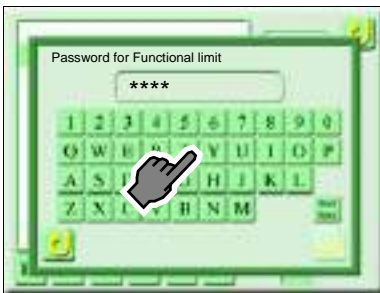 Password for Functional limit
****
1 2 3 4 5 6 7 8 9 0
Q W E Y U I O P
A S H J K L
Z X V B N M